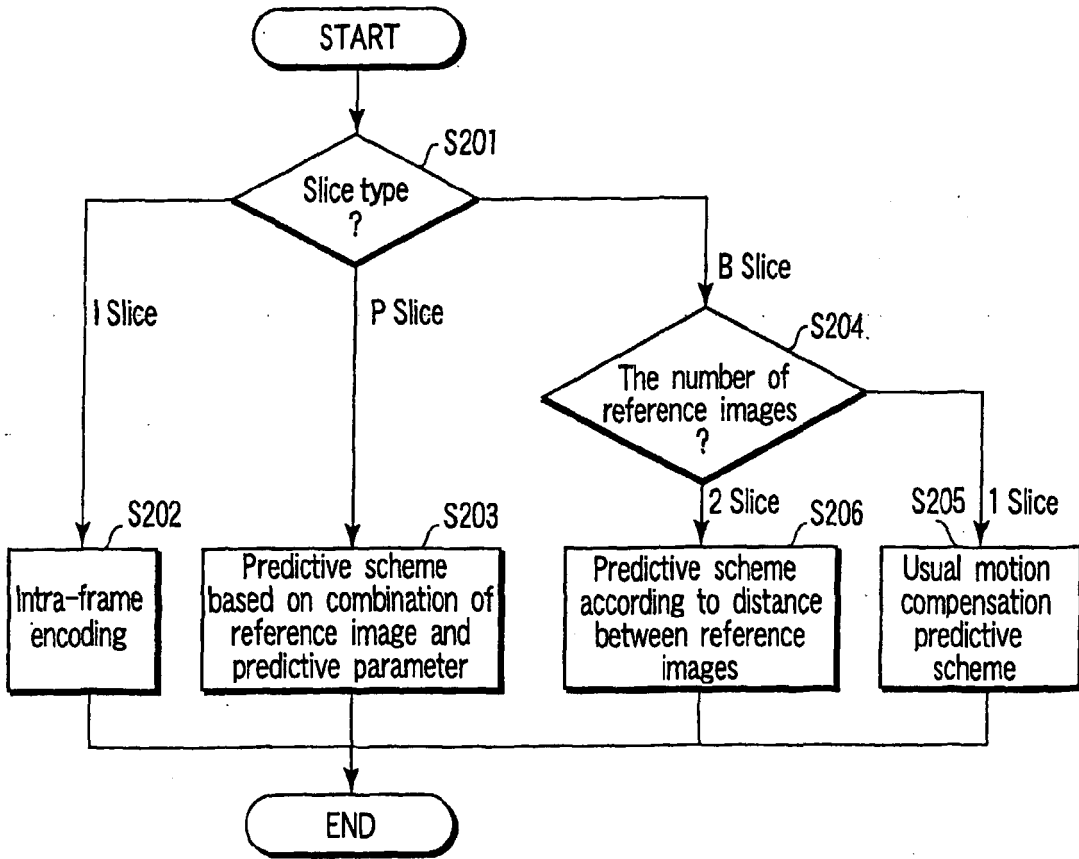 START
S201
Slice type
?
I Slice
P Slice
B Slice
S204
The number of
reference images
?
2 Slice
1 Slice
S202
Intra-frame
encoding
S203
Predictive scheme
based on combination of
reference image and
predictive parameter
S206
Predictive scheme
according to distance
between reference
images
S205
Usual motion
compensation
predictive
scheme
END